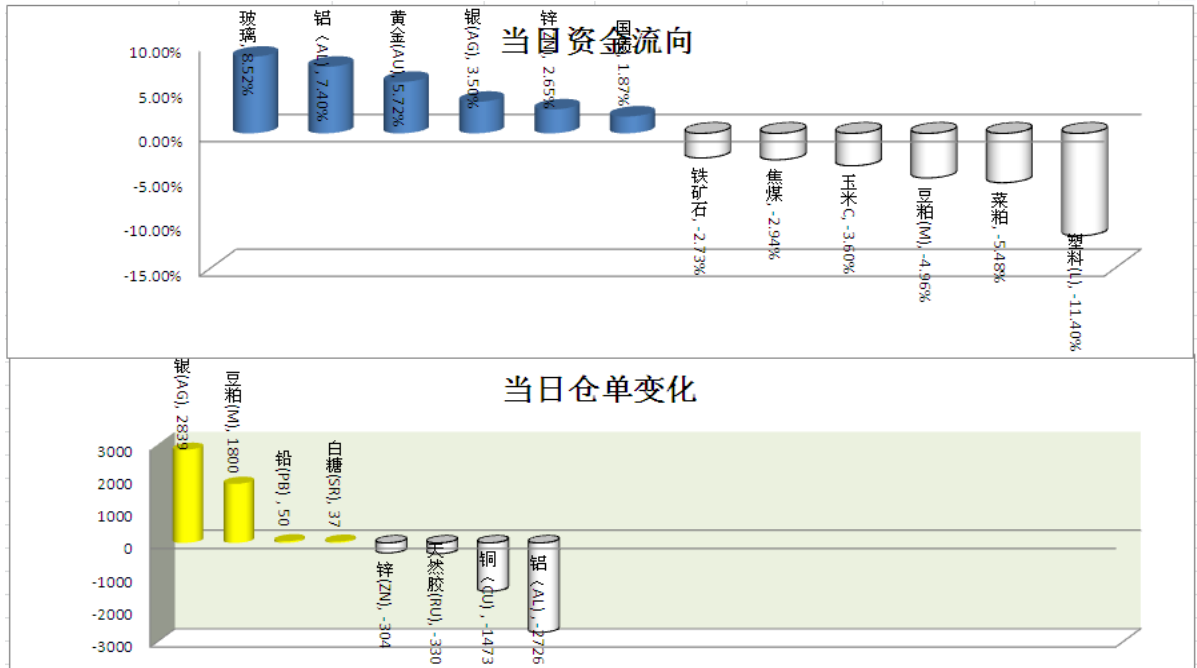 当日资金流向
10.00%
5.00%
0.00%
-5.00%
-10.00%
-15.00%
玻璃, 8.52%
铝〈AL〉, 7.40%
黄金(AU), 5.72%
银(AG), 3.50%
锌(ZN), 2.65%
国债, 1.87%
铁矿石, -2.73%
焦煤, -2.94%
玉米C, -3.60%
豆粕(M), -4.96%
菜粕, -5.48%
塑料(L), -11.40%
当日仓单变化
3000
2000
1000
0
-1000
-2000
-3000
银(AG), 2839
豆粕(M), 1800
铅(PB) , 50
白糖(SR), 37
锌(ZN), -304
天然胶(RU), -330
铜〈CU〉, -1473
铝〈AL〉, -2726